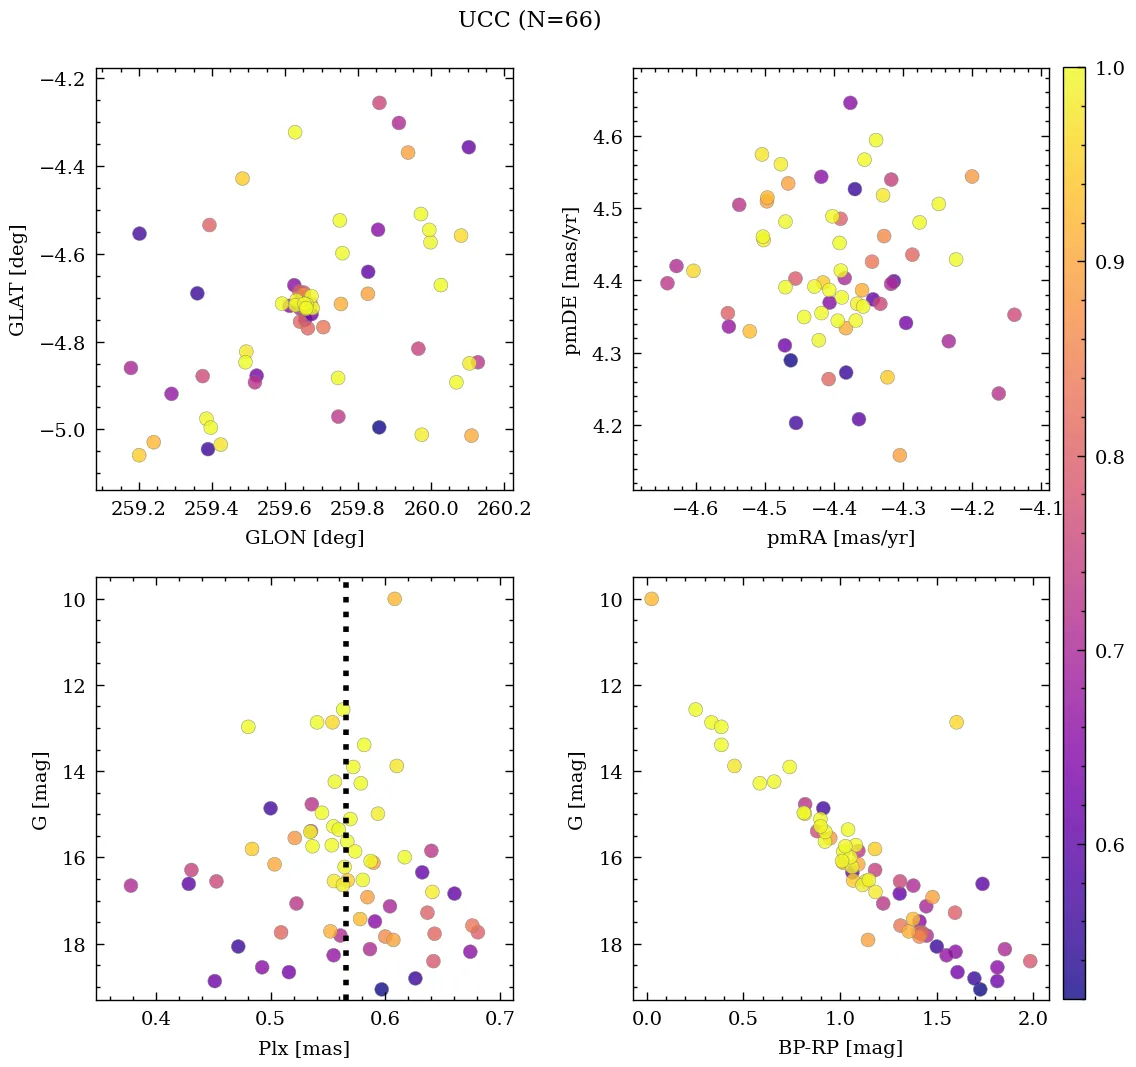 UCC (N=66)
−4.2
−4.4
−4.6
−4.8
−5.0
GLAT [deg]
259.2 259.4 259.6 259.8 260.0 260.2
GLON [deg]
4.6
4.5
4.4
4.3
4.2
pmDE [mas/yr]
−4.6 −4.5 −4.4 −4.3 −4.2 −4.1
pmRA [mas/yr]
10
12
14
16
18
G [mag]
0.4 0.5 0.6 0.7
Plx [mas]
10
12
14
16
18
G [mag]
0.0 0.5 1.0 1.5 2.0
BP-RP [mag]
1.0
0.9
0.8
0.7
0.6